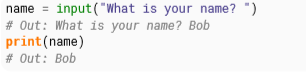 name = input("What is your name? ")
# Out: What is your name? Bob
print(name)
# Out: Bob